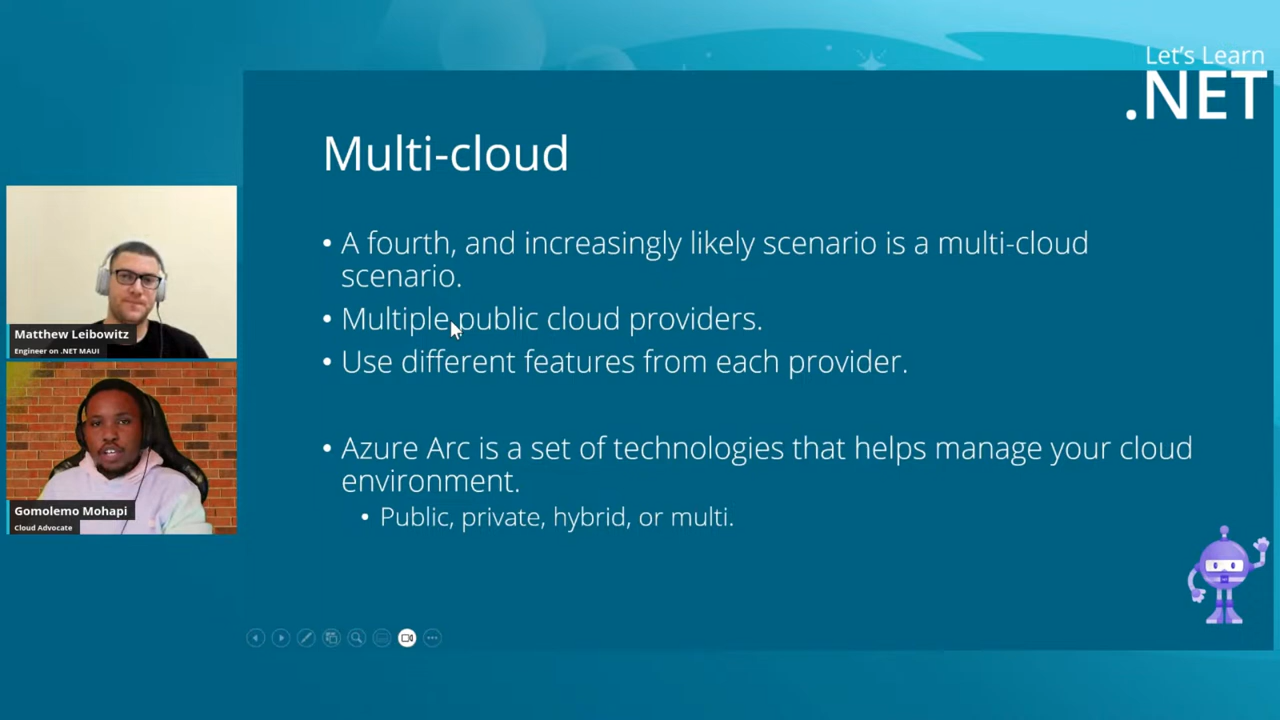 Let's Learn
.NET
Multi-cloud
• A fourth, and increasingly likely scenario is a multi-cloud
scenario.
• Multiple public cloud providers.
• Use different features from each provider.
• Azure Arc is a set of technologies that helps manage your cloud
environment.
• Public, private, hybrid, or multi.
Matthew Leibowitz
Engineer on .NET MAUI
Gomolemo Mohapi
Cloud Advocate